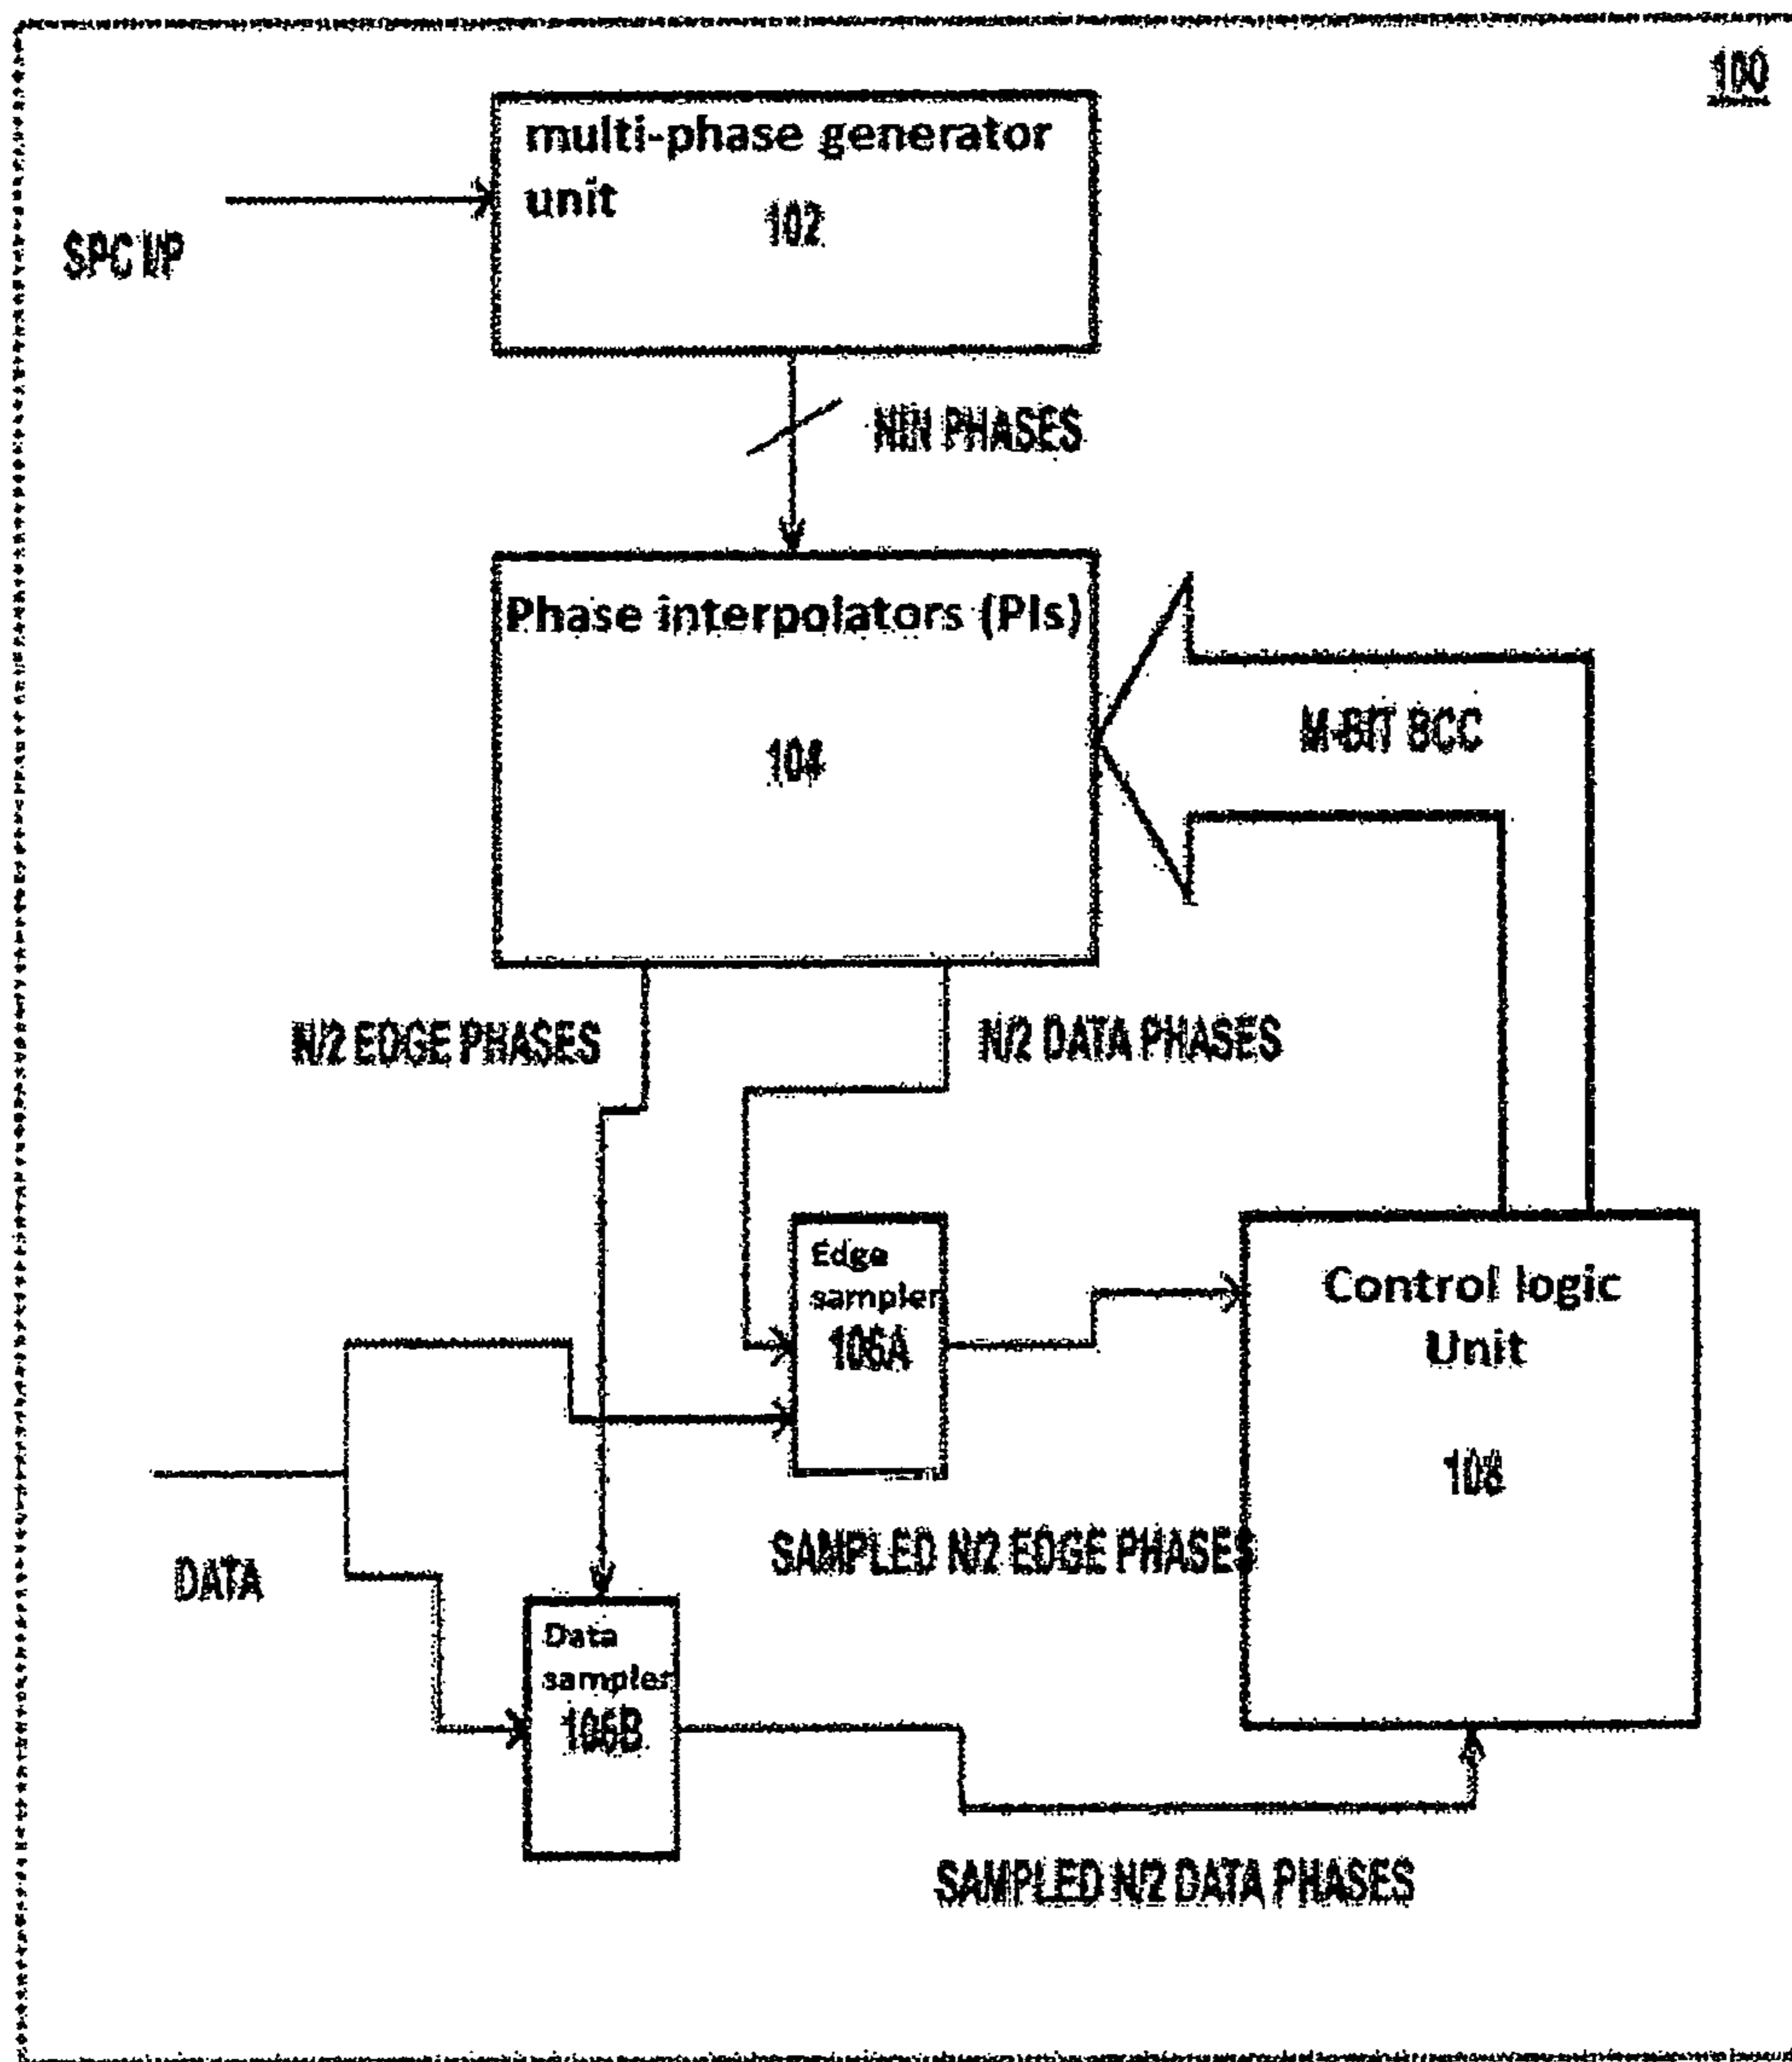 100
multi-phase generator
unit
102
SPC I/P
NIN PHASES
Phase interpolators (PIs)
104
M-BIT BCC
N/2 EDGE PHASES
N/2 DATA PHASES
Edge
sampler
106A
Control logic
Unit
108
SAMPLED N/2 EDGE PHASES
DATA
Data
sampler
106B
SAMPLED N/2 DATA PHASES